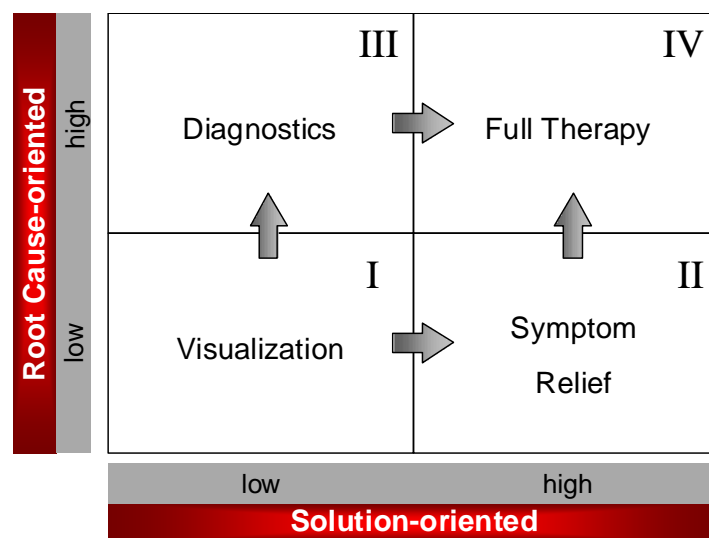 III
IV
high
Diagnostics
Full Therapy
Root Cause-oriented
I
II
low
Visualization
Symptom
Relief
low
high
Solution-oriented